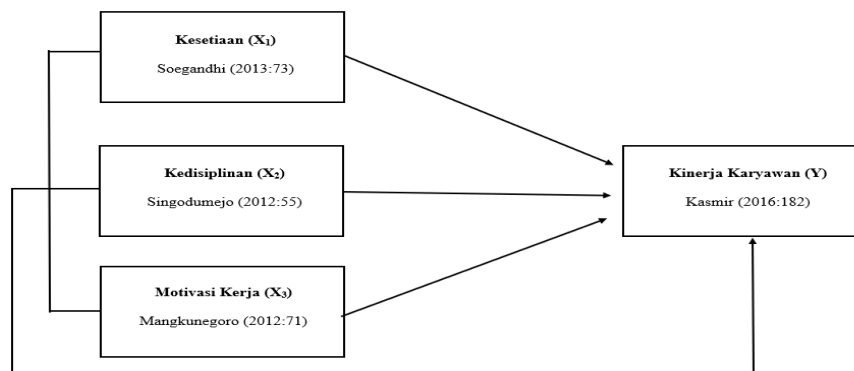 Kesetiaan (X₁)
Soegandhi (2013:73)
Kedisiplinan (X₂)
Singodumejo (2012:55)
Kinerja Karyawan (Y)
Kasmir (2016:182)
Motivasi Kerja (X₃)
Mangkunegoro (2012:71)